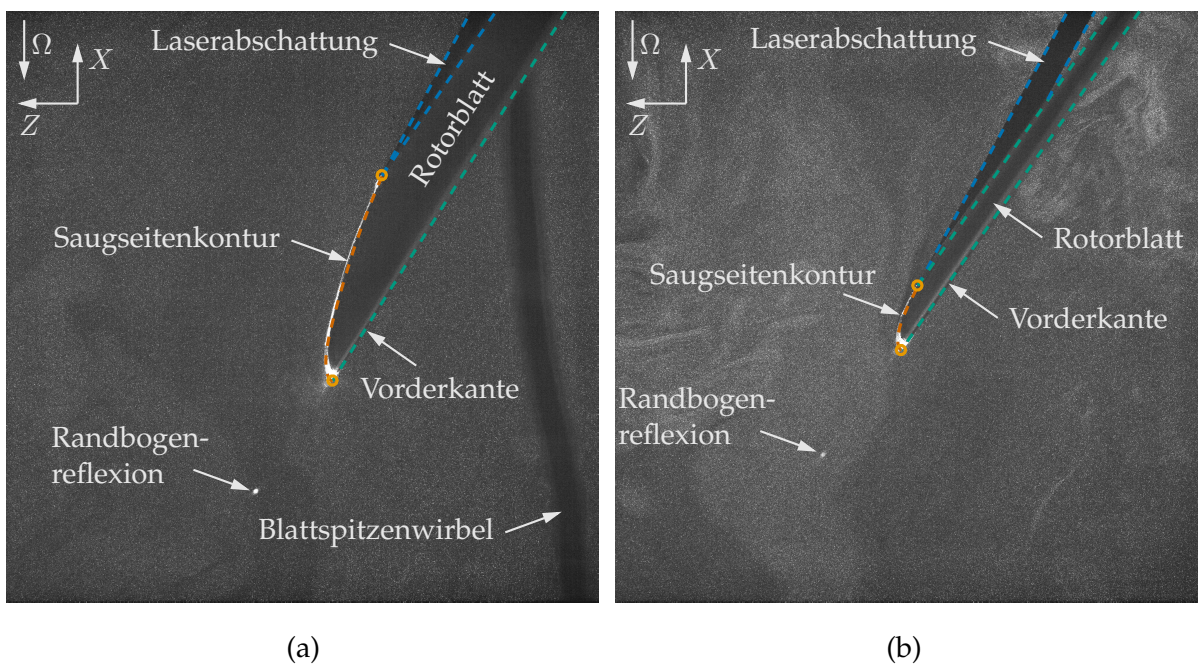 Ω
X
Z
Laserabschattung
Rotorblatt
Saugseitenkontur
Vorderkante
Randbogen-
reflexion
Blattspitzenwirbel
(a)
Ω
X
Z
Laserabschattung
Rotorblatt
Saugseitenkontur
Vorderkante
Randbogen-
reflexion
(b)